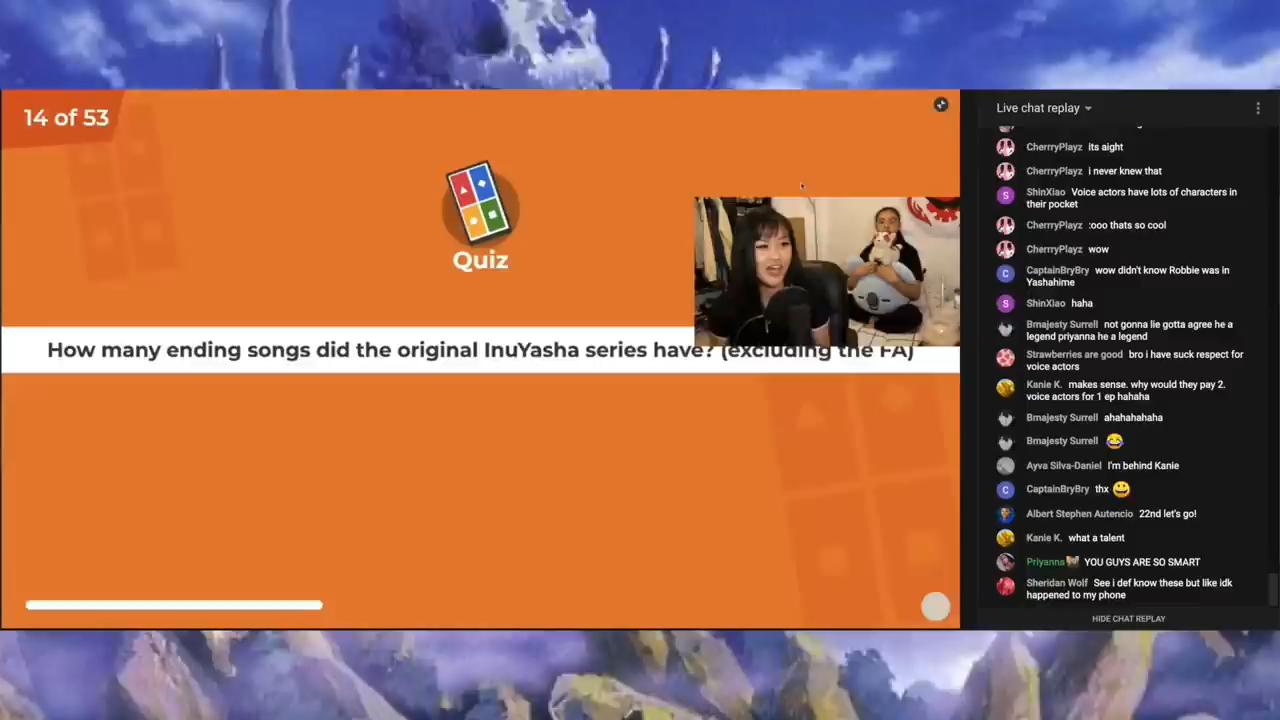 14 of 53
Quiz
How many ending songs did the original InuYasha series have? (excluding the FA)
Live chat replay
CherrryPlayz its aight
CherrryPlayz i never knew that
S
ShinXiao Voice actors have lots of characters in
their pocket
CherrryPlayz :ooo thats so cool
CherrryPlayz wow
C
CaptainBryBry wow didn't know Robbie was in
Yashahime
S
ShinXiao haha
Bmajesty Surrell not gonna lie gotta agree he a
legend priyanna he a legend
Strawberries are good bro i have suck respect for
voice actors
Kanie K. makes sense. why would they pay 2.
voice actors for 1 ep hahaha
Bmajesty Surrell ahahahahaha
Bmajesty Surrell 😂
Ayva Silva-Daniel I'm behind Kanie
C
CaptainBryBry thx 😀
Albert Stephen Autencio 22nd let's go!
Kanie K. what a talent
Priyanna YOU GUYS ARE SO SMART
Sheridan Wolf See i def know these but like idk
happened to my phone
HIDE CHAT REPLAY